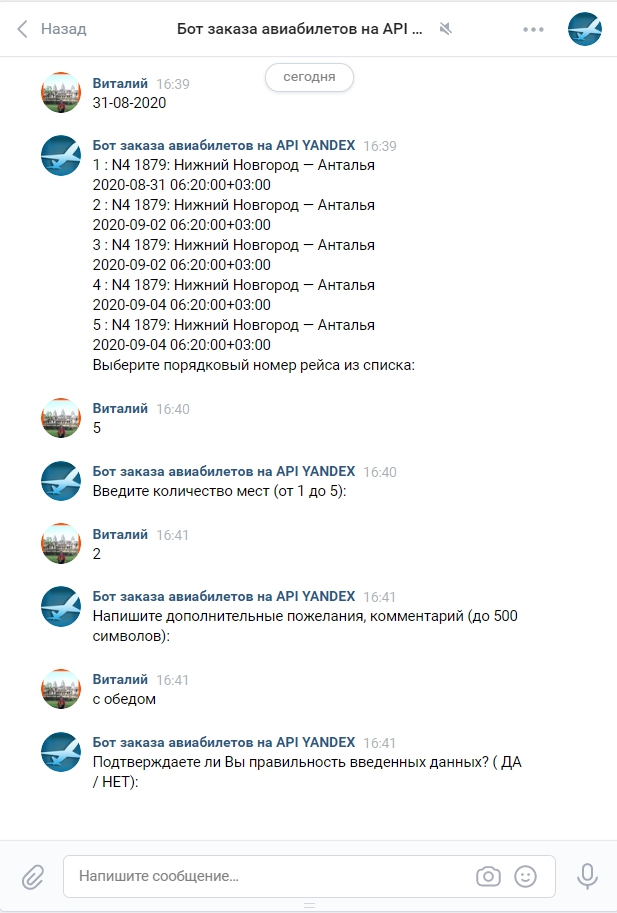 Назад
Бот заказа авиабилетов на API ...
сегодня
Виталий 16:39
31-08-2020
Бот заказа авиабилетов на API YANDEX 16:39
1 : N4 1879: Нижний Новгород — Анталья
2020-08-31 06:20:00+03:00
2 : N4 1879: Нижний Новгород — Анталья
2020-09-02 06:20:00+03:00
3 : N4 1879: Нижний Новгород — Анталья
2020-09-02 06:20:00+03:00
4 : N4 1879: Нижний Новгород — Анталья
2020-09-04 06:20:00+03:00
5 : N4 1879: Нижний Новгород — Анталья
2020-09-04 06:20:00+03:00
Выберите порядковый номер рейса из списка:
Виталий 16:40
5
Бот заказа авиабилетов на API YANDEX 16:40
Введите количество мест (от 1 до 5):
Виталий 16:41
2
Бот заказа авиабилетов на API YANDEX 16:41
Напишите дополнительные пожелания, комментарий (до 500
символов):
Виталий 16:41
с обедом
Бот заказа авиабилетов на API YANDEX 16:41
Подтверждаете ли Вы правильность введенных данных? ( ДА
/ НЕТ):
Напишите сообщение...